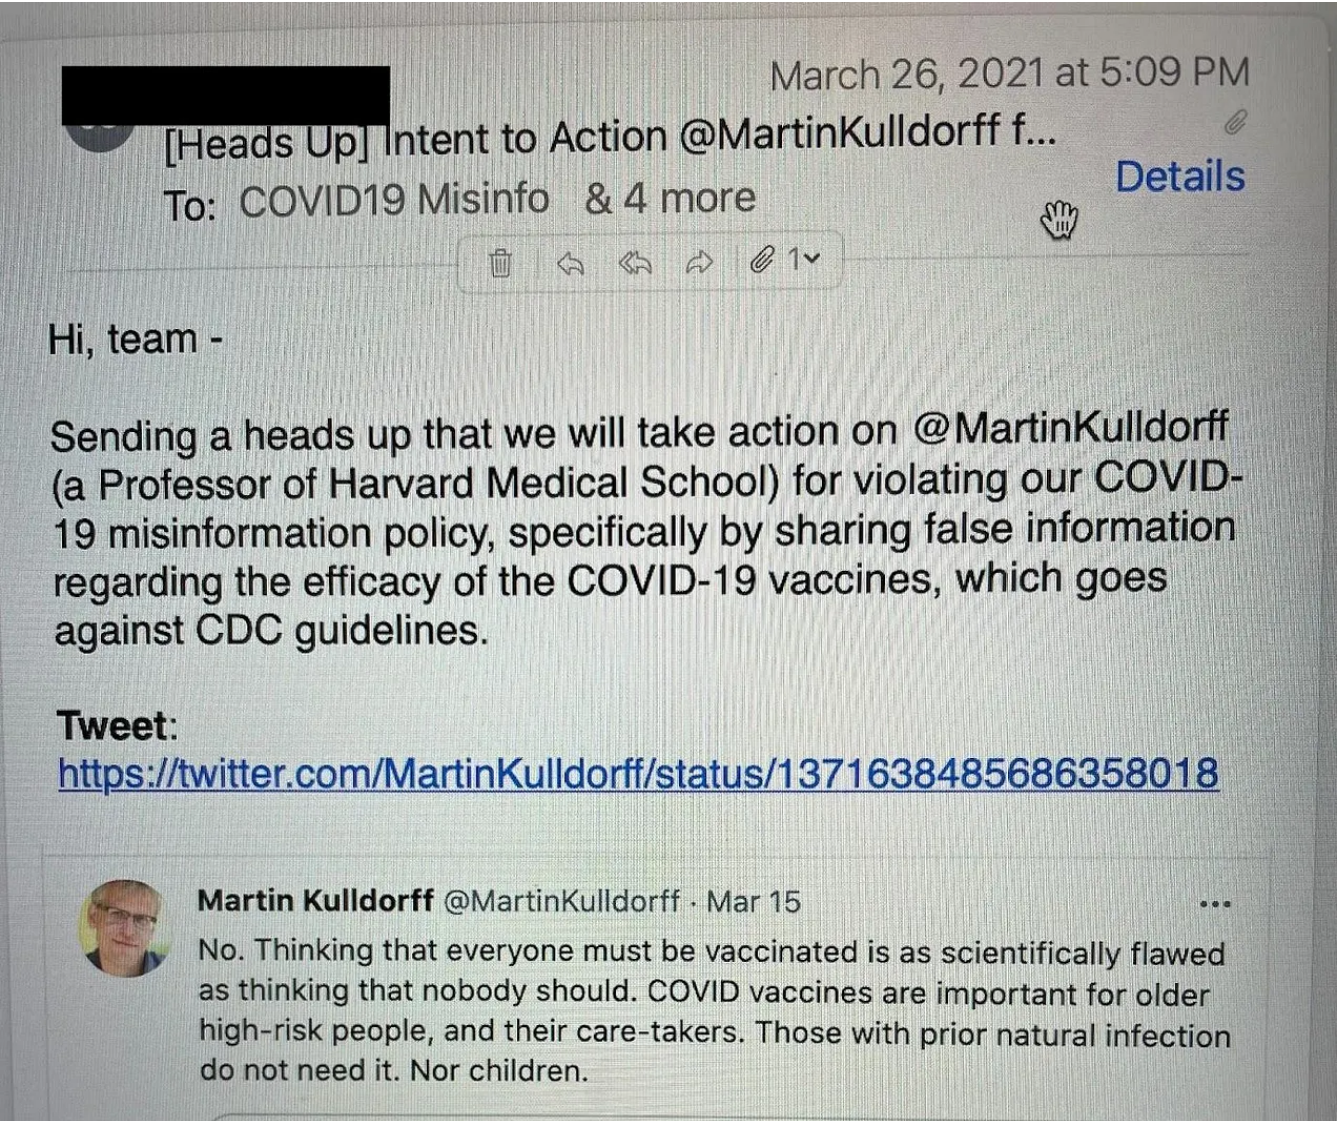 March 26, 2021 at 5:09 PM
[Heads Up] Intent to Action @MartinKulldorff f...
Details
To: COVID19 Misinfo & 4 more
1
Hi, team -
Sending a heads up that we will take action on @MartinKulldorff
(a Professor of Harvard Medical School) for violating our COVID-
19 misinformation policy, specifically by sharing false information
regarding the efficacy of the COVID-19 vaccines, which goes
against CDC guidelines.
Tweet:
https://twitter.com/MartinKulldorff/status/1371638485686358018
Martin Kulldorff @MartinKulldorff · Mar 15
No. Thinking that everyone must be vaccinated is as scientifically flawed
as thinking that nobody should. COVID vaccines are important for older
high-risk people, and their care-takers. Those with prior natural infection
do not need it. Nor children.